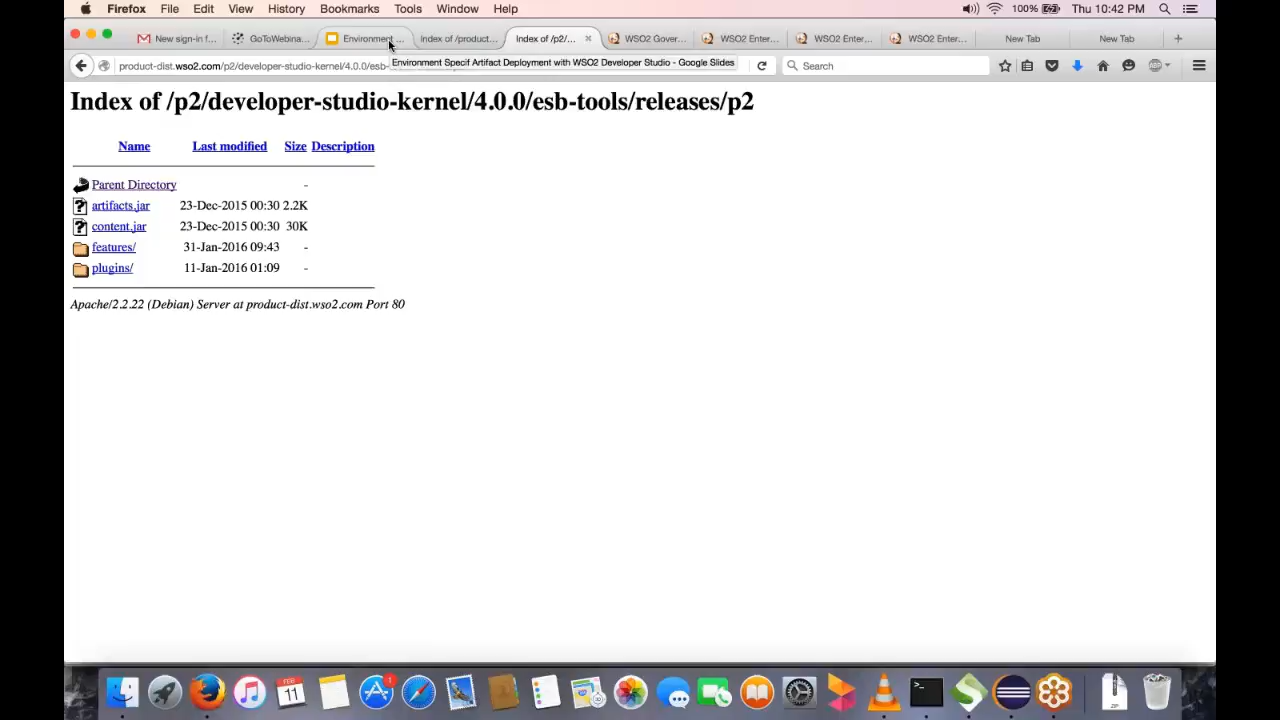 Firefox File Edit View History Bookmarks Tools Window Help 100% Thu 10:42 PM
New sign-in f... GoToWebina... Environment ... Index of /product... Index of /p2/... WSO2 Gover... WSO2 Enter... WSO2 Enter... WSO2 Enter... New Tab New Tab
product-dist.wso2.com/p2/developer-studio-kernel/4.0.0/esb- Search
Environment Specif Artifact Deployment with WSO2 Developer Studio - Google Slides
Index of /p2/developer-studio-kernel/4.0.0/esb-tools/releases/p2
Name Last modified Size Description
Parent Directory -
artifacts.jar 23-Dec-2015 00:30 2.2K
content.jar 23-Dec-2015 00:30 30K
features/ 31-Jan-2016 09:43 -
plugins/ 11-Jan-2016 01:09 -
Apache/2.2.22 (Debian) Server at product-dist.wso2.com Port 80
FEB
11
1
ZIP